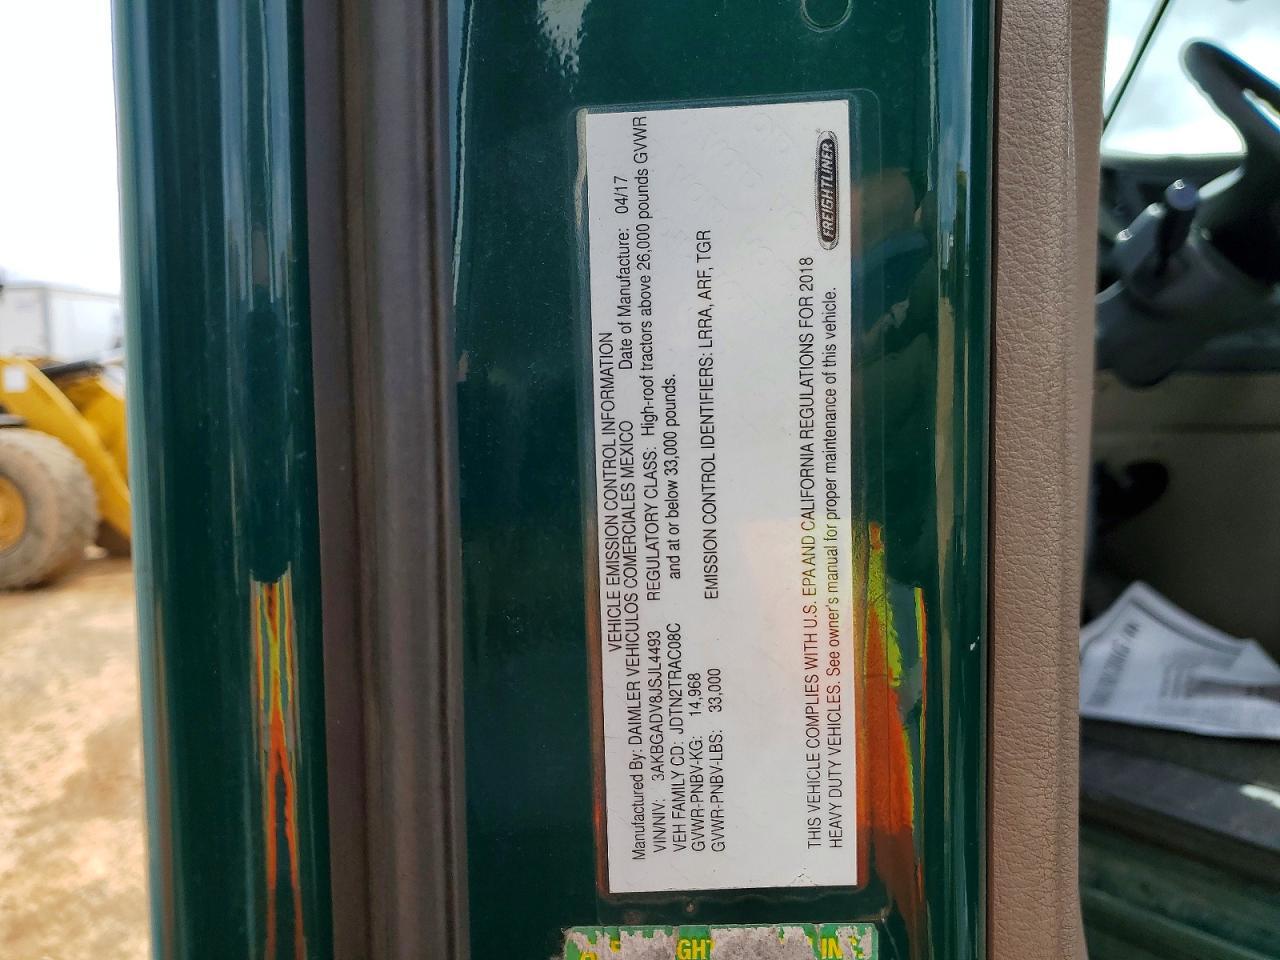 VEHICLE EMISSION CONTROL INFORMATION
Manufactured By: DAIMLER VEHICULOS COMERCIALES MEXICO Date of Manufacture: 04/17
VIN/NIV: 3AKBGADV8JSJL4493 REGULATORY CLASS: High-roof tractors above 26,000 pounds GVWR
VEH FAMILY CD: JDTN2TRAC08C and at or below 33,000 pounds.
GVWR-PNBV-KG: 14,968
GVWR-PNBV-LBS: 33,000 EMISSION CONTROL IDENTIFIERS: LRRA, ARF, TGR
THIS VEHICLE COMPLIES WITH U.S. EPA AND CALIFORNIA REGULATIONS FOR 2018
HEAVY DUTY VEHICLES. See owner's manual for proper maintenance of this vehicle.
FREIGHTLINER